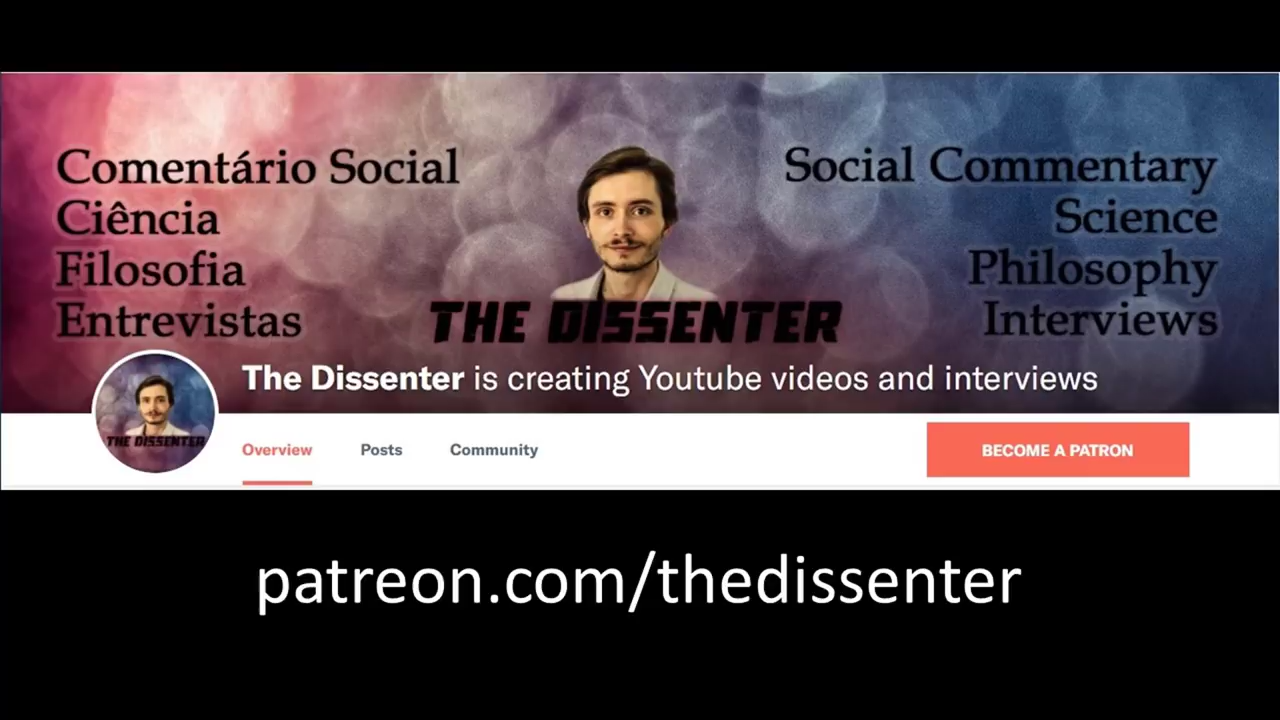 Comentário Social
Ciência
Filosofia
Entrevistas
Social Commentary
Science
Philosophy
Interviews
THE DISSENTER
The Dissenter is creating Youtube videos and interviews
THE DISSENTER
Overview Posts Community BECOME A PATRON
patreon.com/thedissenter